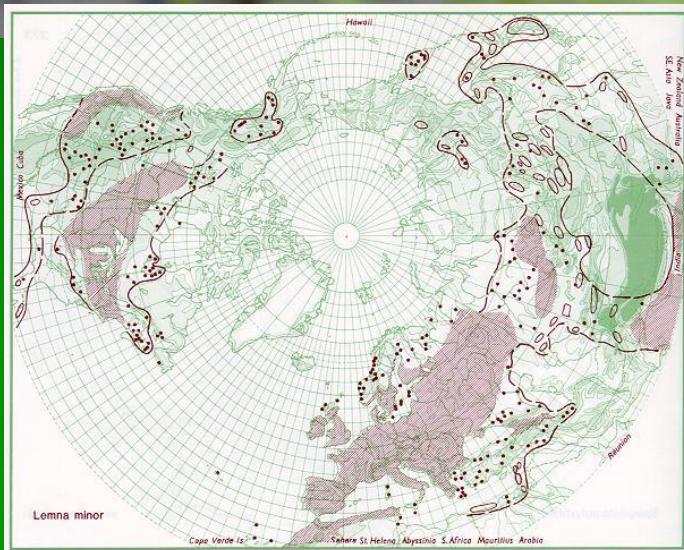 Hawaii
New Zealand Australia
SE. Asia Java
Mexico Cuba
India
Réunion
Lemna minor
Cape Verde Is.
Sahara St. Helena Abyssinia S. Africa Mauritius Arabia